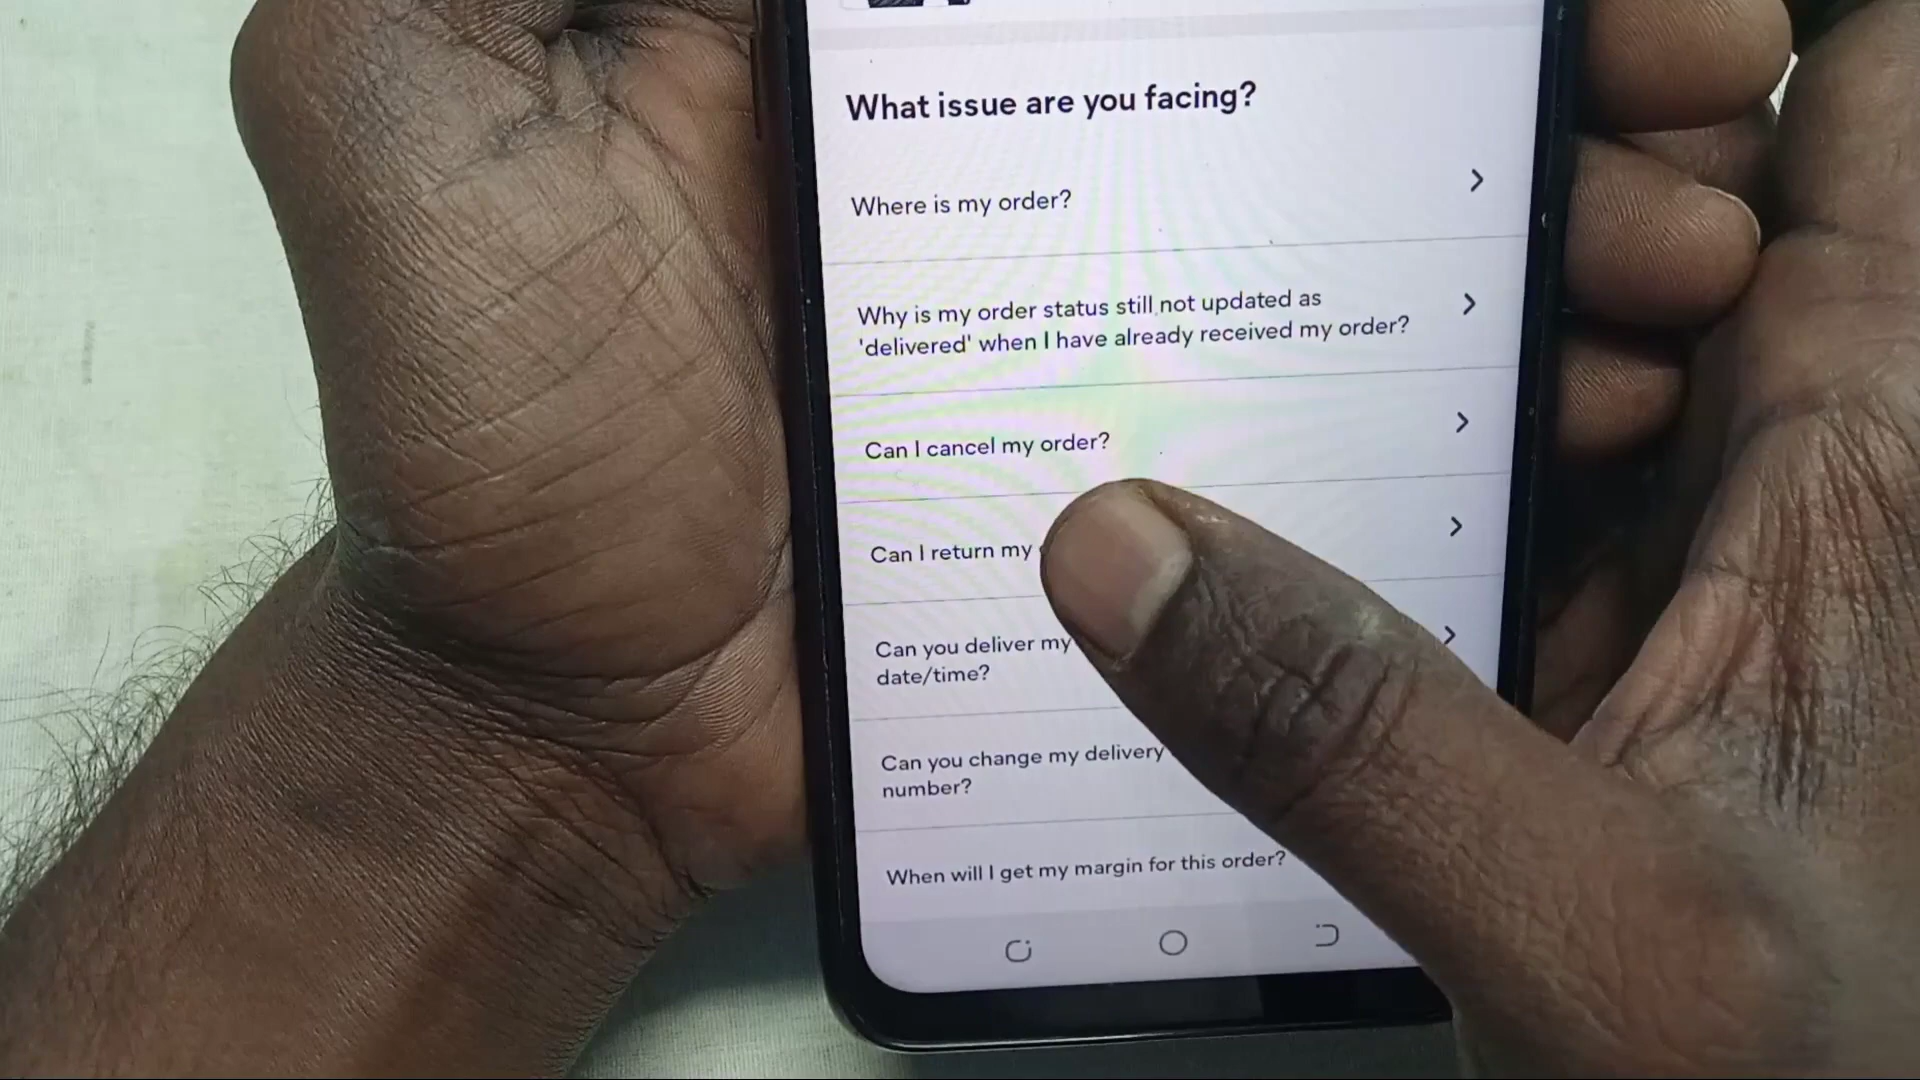 What issue are you facing?
Where is my order?
Why is my order status still not updated as
'delivered' when I have already received my order?
Can I cancel my order?
Can I return my
Can you deliver my
date/time?
Can you change my delivery
number?
When will I get my margin for this order?